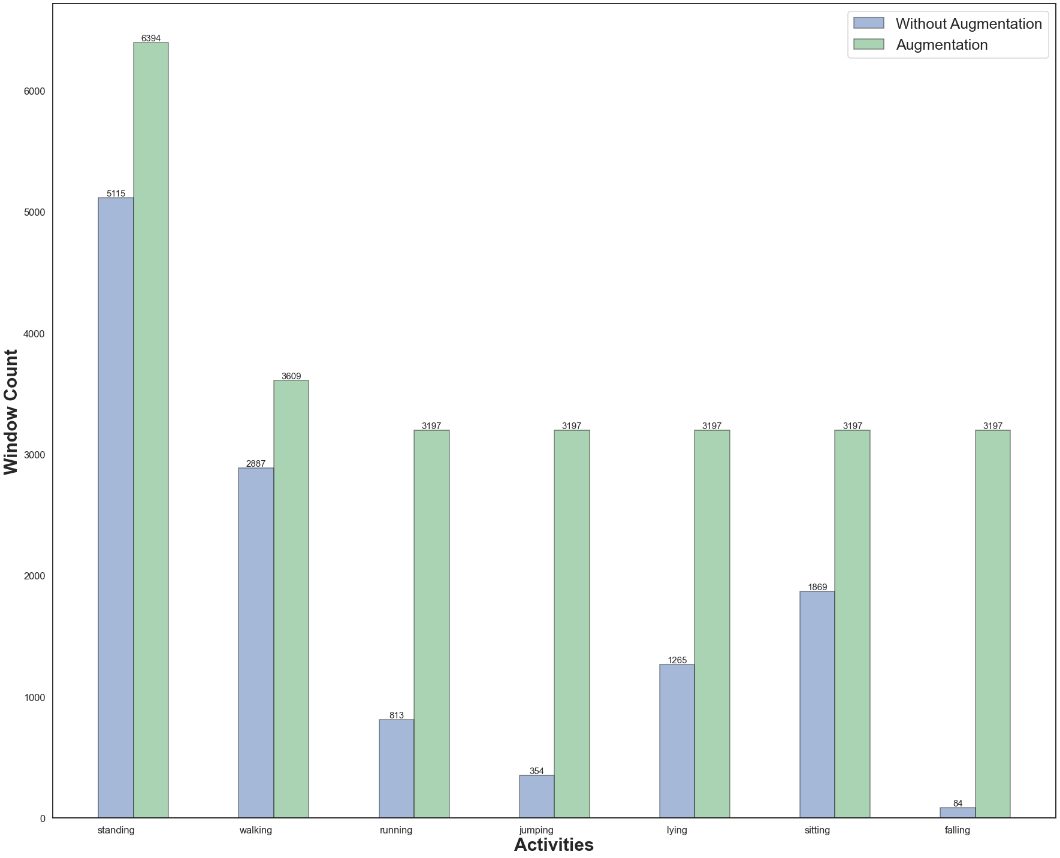 Without Augmentation
Augmentation
Window Count
6000
5000
4000
3000
2000
1000
0
5115
6394
2887
3609
813
3197
354
3197
1265
3197
1869
3197
84
3197
standing
walking
running
jumping
lying
sitting
falling
Activities